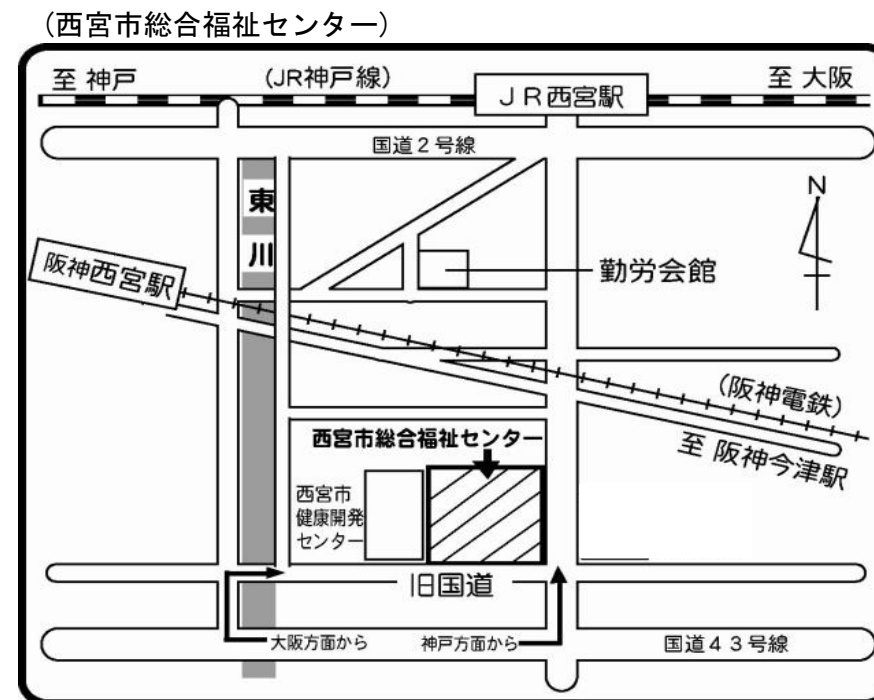 (西宮市総合福祉センター)
至 神戸
(JR神戸線)
JR西宮駅
至 大阪
国道2号線
東川
N
阪神西宮駅
勤労会館
(阪神電鉄)
至 阪神今津駅
西宮市総合福祉センター
西宮市
健康開発
センター
旧国道
大阪方面から
神戸方面から
国道43号線